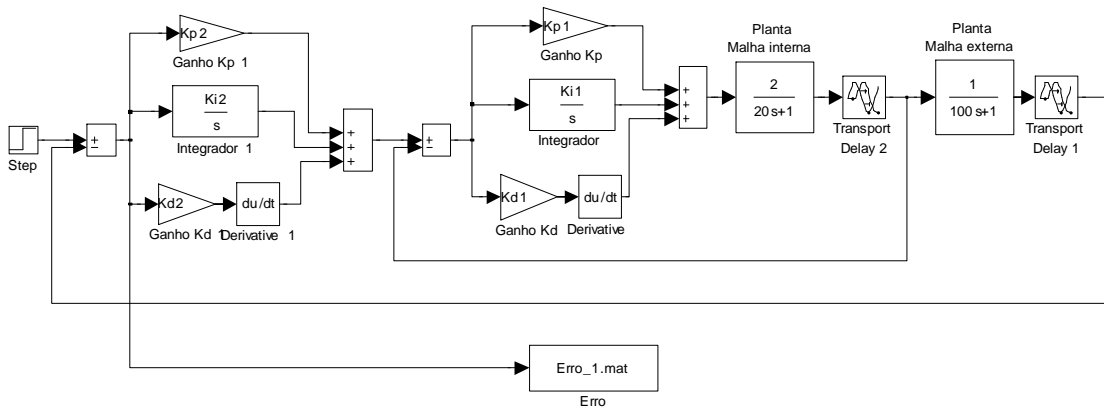 Step
Kp2
Ganho Kp 1
Ki2
s
Integrador 1
Kd2
Ganho Kd 1
du/dt
Derivative 1
Kp1
Ganho Kp
Ki1
s
Integrador
Kd1
Ganho Kd
du/dt
Derivative
Planta
Malha interna
2
20s+1
Transport
Delay 2
Planta
Malha externa
1
100s+1
Transport
Delay 1
Erro_1.mat
Erro